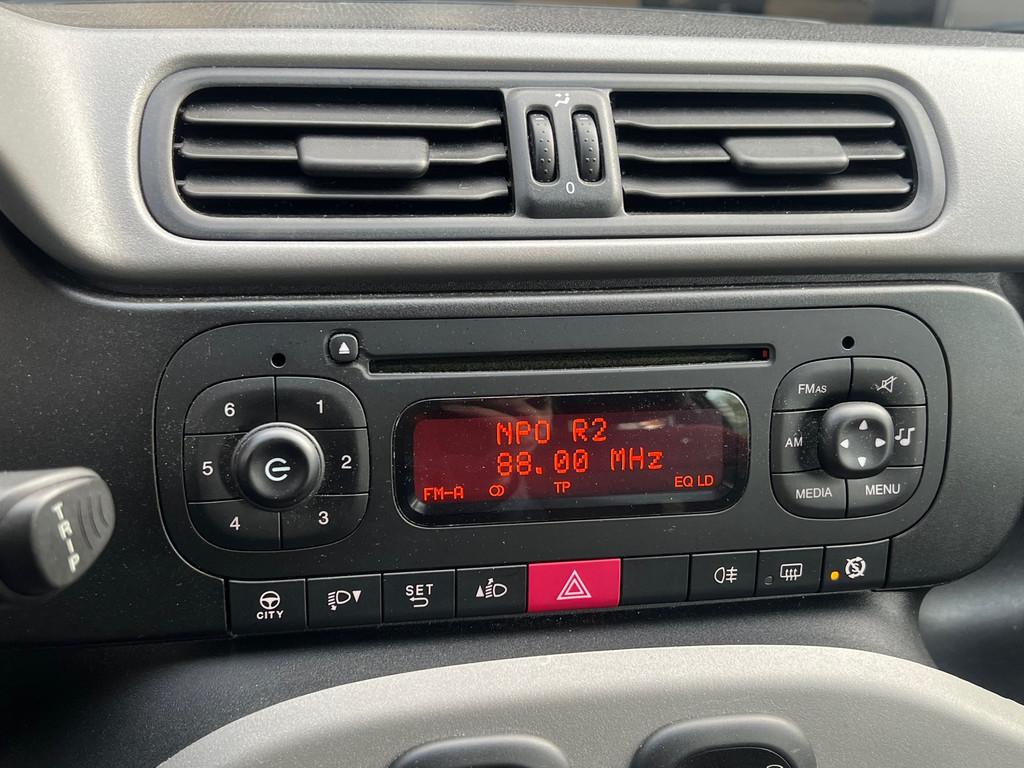 0
6
1
5
2
4
3
NPO R2
88.00 MHz
FM-A TP EQ LD
FMAS
AM
MEDIA
MENU
TRIP
CITY
SET